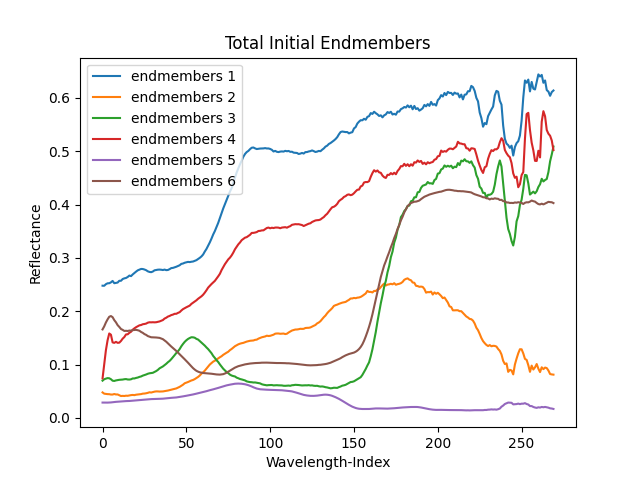 Total Initial Endmembers
endmembers 1
endmembers 2
endmembers 3
endmembers 4
endmembers 5
endmembers 6
Reflectance
0.6
0.5
0.4
0.3
0.2
0.1
0.0
0 50 100 150 200 250
Wavelength-Index